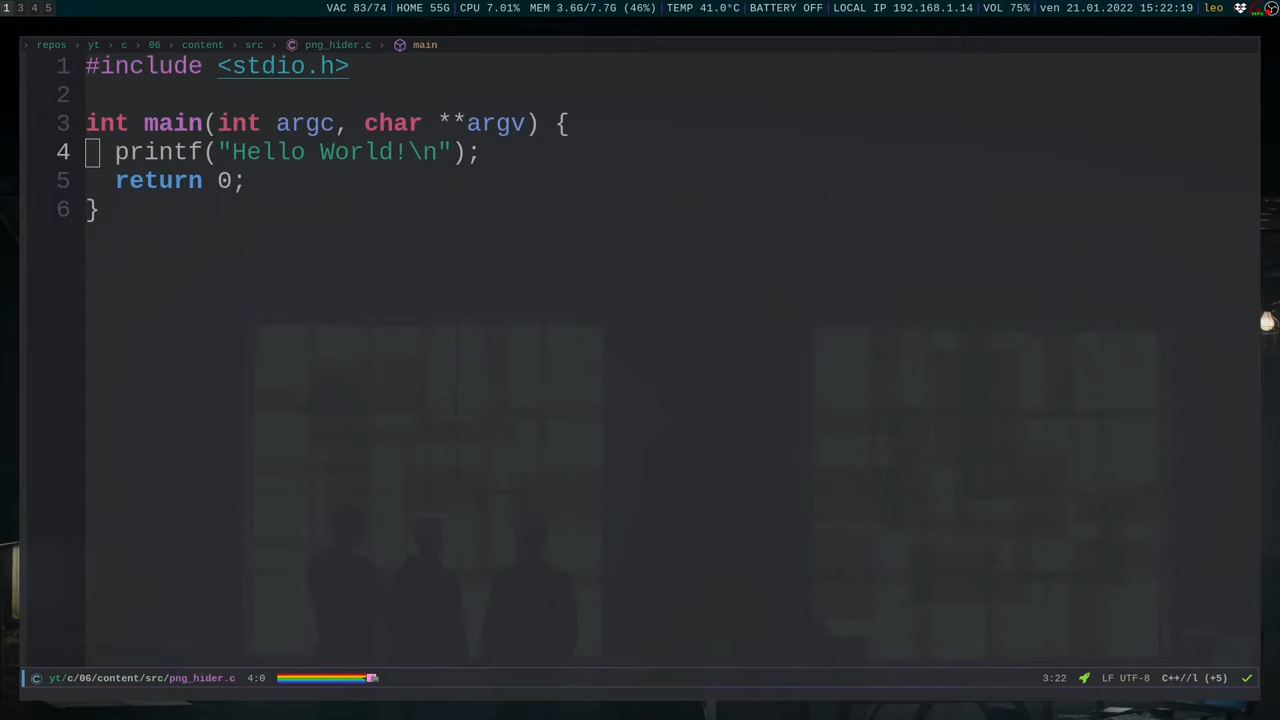 1 3 4 5 VAC 83/74 HOME 55G CPU 7.01% MEM 3.6G/7.7G (46%) TEMP 41.0°C BATTERY OFF LOCAL IP 192.168.1.14 VOL 75% ven 21.01.2022 15:22:19 leo
› repos › yt › c › 06 › content › src › png_hider.c › main
1 #include <stdio.h>
2
3 int main(int argc, char **argv) {
4   printf("Hello World!\n");
5   return 0;
6 }
yt/c/06/content/src/png_hider.c 4:0 3:22 LF UTF-8 C++//l (+5)